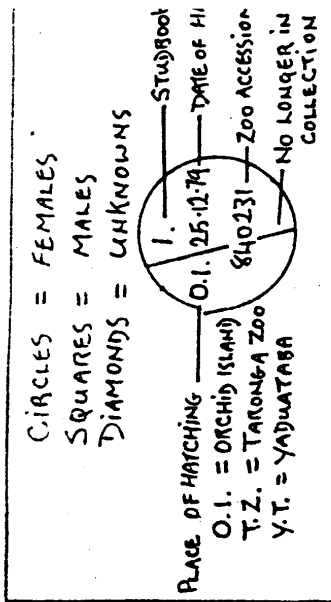 CIRCLES = FEMALES
SQUARES = MALES
DIAMONDS = UNKNOWNS
1.
STUDBOOK
PLACE OF HATCHING
O.I. 25.12.79
DATE OF HA
O.I. = ORCHID ISLAND
840231
ZOO ACCESSION
T.Z. = TARONGA ZOO
Y.T. = YADUATABA
NO LONGER IN
COLLECTION